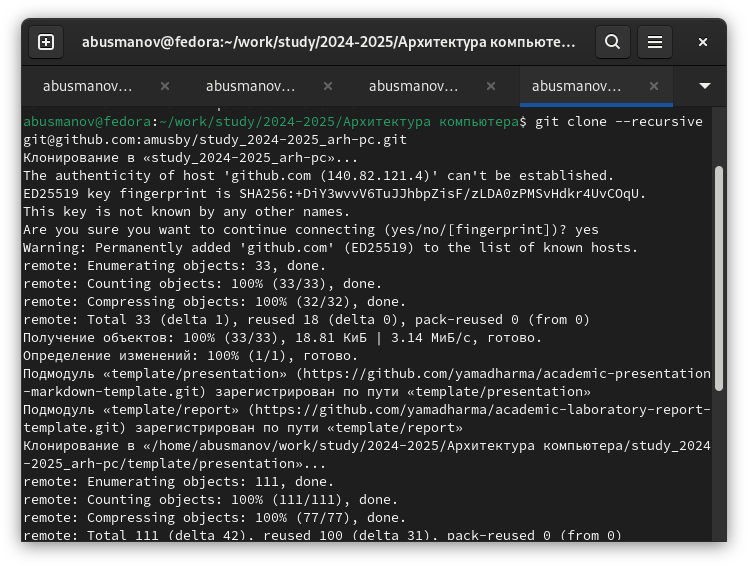 abusmanov@fedora:~/work/study/2024-2025/Архитектура компьюте...
abusmanov...
abusmanov...
abusmanov...
abusmanov...
abusmanov@fedora:~/work/study/2024-2025/Архитектура компьютера$ git clone --recursive
git@github.com:amusby/study_2024-2025_arh-pc.git
Клонирование в «study_2024-2025_arh-pc»...
The authenticity of host 'github.com (140.82.121.4)' can't be established.
ED25519 key fingerprint is SHA256:+DiY3wvvV6TuJJhbpZisF/zLDA0zPMSvHdkr4UvCOqU.
This key is not known by any other names.
Are you sure you want to continue connecting (yes/no/[fingerprint])? yes
Warning: Permanently added 'github.com' (ED25519) to the list of known hosts.
remote: Enumerating objects: 33, done.
remote: Counting objects: 100% (33/33), done.
remote: Compressing objects: 100% (32/32), done.
remote: Total 33 (delta 1), reused 18 (delta 0), pack-reused 0 (from 0)
Получение объектов: 100% (33/33), 18.81 КиБ | 3.14 МиБ/с, готово.
Определение изменений: 100% (1/1), готово.
Подмодуль «template/presentation» (https://github.com/yamadharma/academic-presentation
-markdown-template.git) зарегистрирован по пути «template/presentation»
Подмодуль «template/report» (https://github.com/yamadharma/academic-laboratory-report-
template.git) зарегистрирован по пути «template/report»
Клонирование в «/home/abusmanov/work/study/2024-2025/Архитектура компьютера/study_2024
-2025_arh-pc/template/presentation»...
remote: Enumerating objects: 111, done.
remote: Counting objects: 100% (111/111), done.
remote: Compressing objects: 100% (77/77), done.
remote: Total 111 (delta 42), reused 100 (delta 31), pack-reused 0 (from 0)